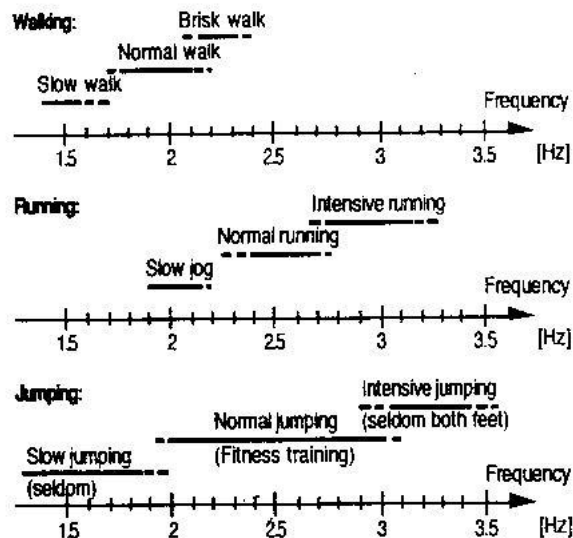 Walking:
Brisk walk
Normal walk
Slow walk
Frequency
1.5 2 2.5 3 3.5 [Hz]
Running:
Intensive running
Normal running
Slow jog
Frequency
1.5 2 2.5 3 3.5 [Hz]
Jumping:
Intensive jumping
(seldom both feet)
Normal jumping
(Fitness training)
Slow jumping
(seldom)
Frequency
1.5 2 2.5 3 3.5 [Hz]